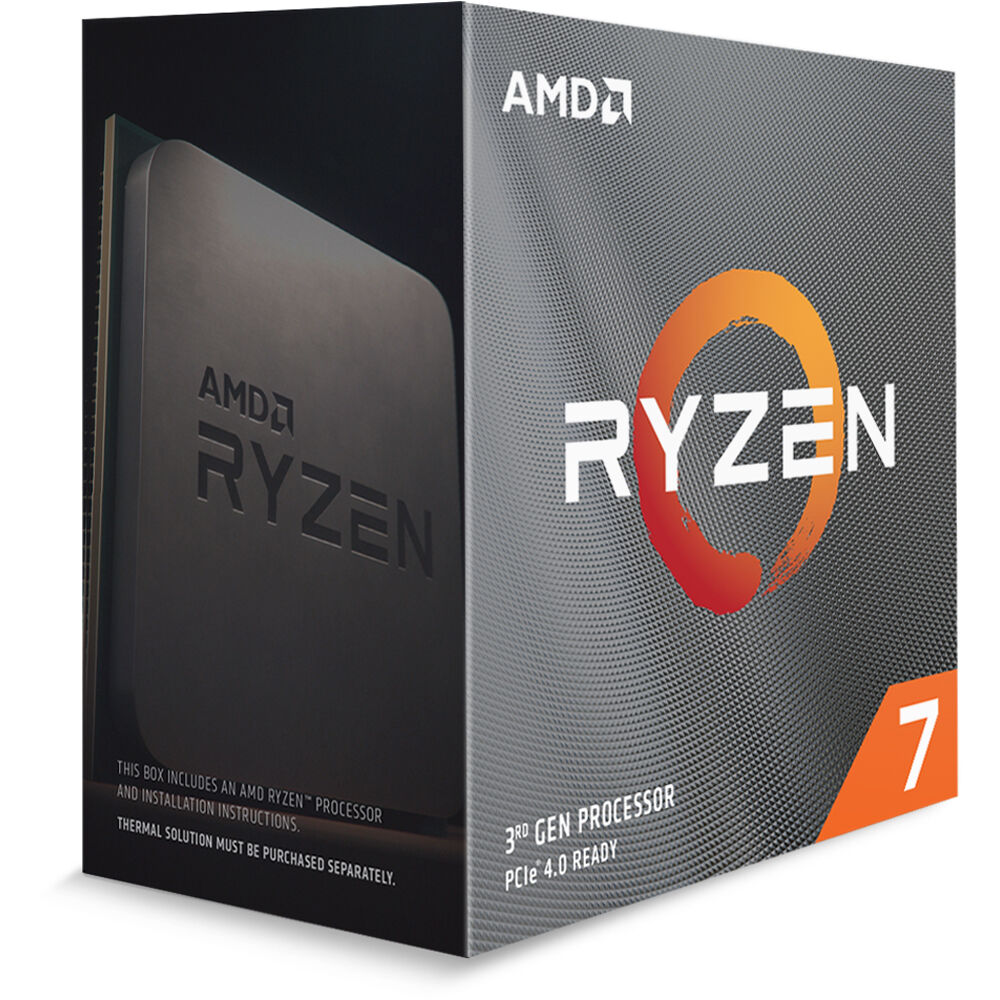 AMD
RYZEN
THIS BOX INCLUDES AN AMD RYZEN™ PROCESSOR
AND INSTALLATION INSTRUCTIONS.
THERMAL SOLUTION MUST BE PURCHASED SEPARATELY.
AMD
RYZEN
7
3RD GEN PROCESSOR
PCIe® 4.0 READY